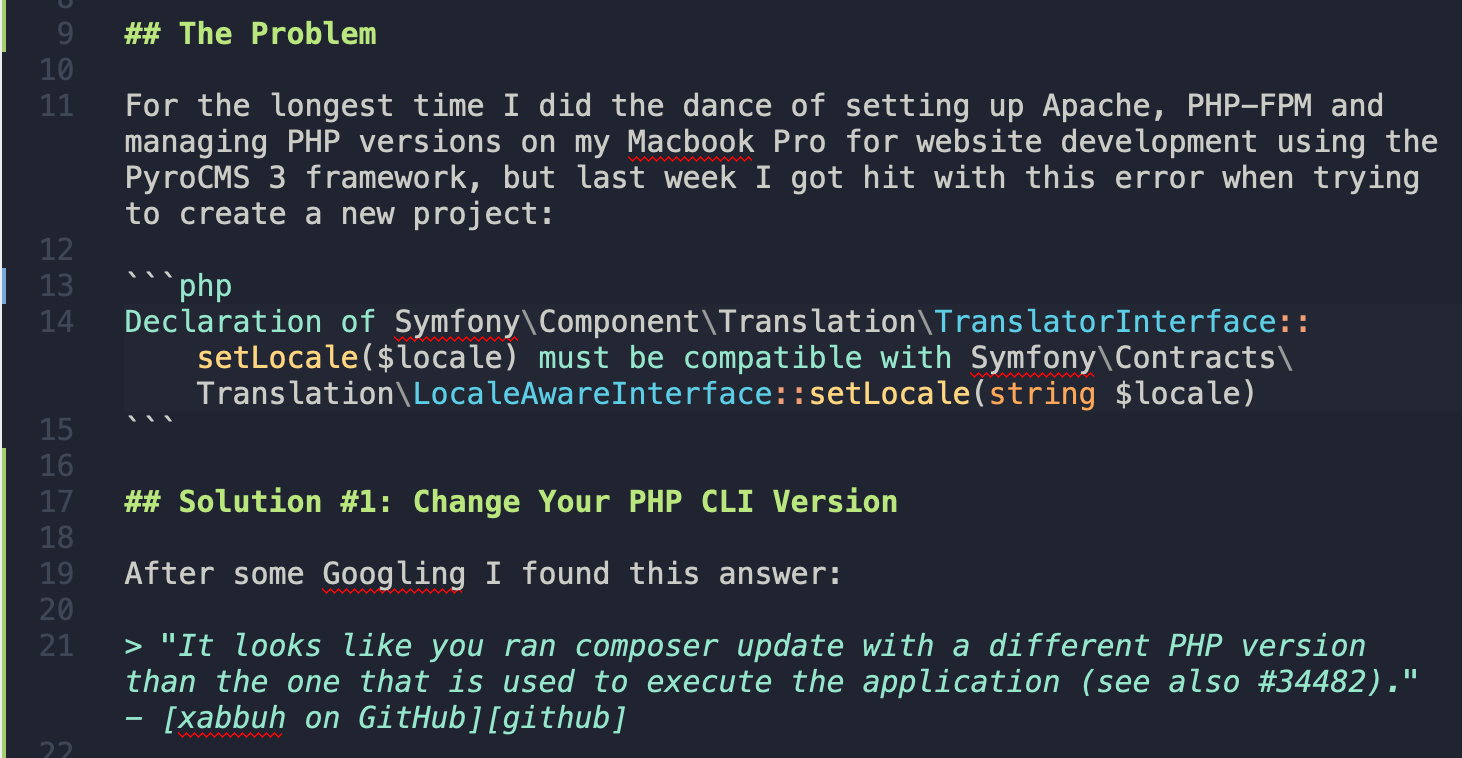 8
9 ## The Problem
10
11 For the longest time I did the dance of setting up Apache, PHP-FPM and
managing PHP versions on my Macbook Pro for website development using the
PyroCMS 3 framework, but last week I got hit with this error when trying
to create a new project:
12
13 ```php
14 Declaration of Symfony\Component\Translation\TranslatorInterface::
setLocale($locale) must be compatible with Symfony\Contracts\
Translation\LocaleAwareInterface::setLocale(string $locale)
15 ```
16
17 ## Solution #1: Change Your PHP CLI Version
18
19 After some Googling I found this answer:
20
21 > "It looks like you ran composer update with a different PHP version
than the one that is used to execute the application (see also #34482)."
— [xabbuh on GitHub][github]
22